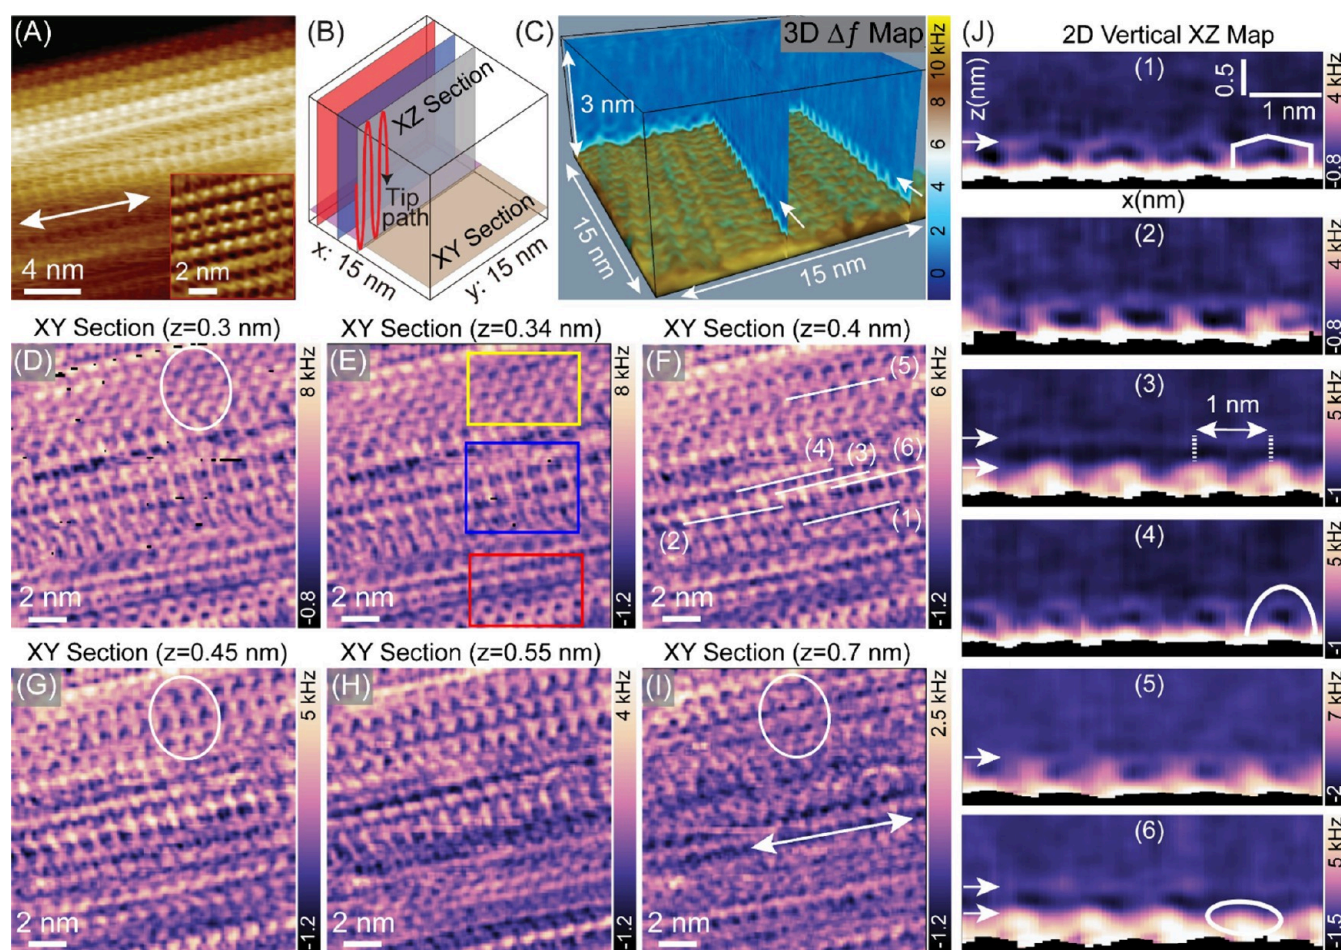 (A)
4 nm
2 nm
(B)
XZ Section
Tip
path
XY Section
x: 15 nm
y: 15 nm
(C)
3D Δƒ Map
3 nm
15 nm
15 nm
0 2 4 6 8 10 kHz
XY Section (z=0.3 nm)
(D)
2 nm
-0.8 8 kHz
XY Section (z=0.34 nm)
(E)
2 nm
-1.2 8 kHz
XY Section (z=0.4 nm)
(F)
(5)
(4)
(3)
(6)
(1)
(2)
2 nm
-1.2 6 kHz
XY Section (z=0.45 nm)
(G)
2 nm
-1.2 5 kHz
XY Section (z=0.55 nm)
(H)
2 nm
-1.2 4 kHz
XY Section (z=0.7 nm)
(I)
2 nm
-1.2 2.5 kHz
(J)
2D Vertical XZ Map
(1)
z(nm)
0.5
1 nm
-0.8 4 kHz
x(nm)
(2)
-0.8 4 kHz
(3)
1 nm
-1 5 kHz
(4)
-1 5 kHz
(5)
-2 7 kHz
(6)
-1.5 5 kHz